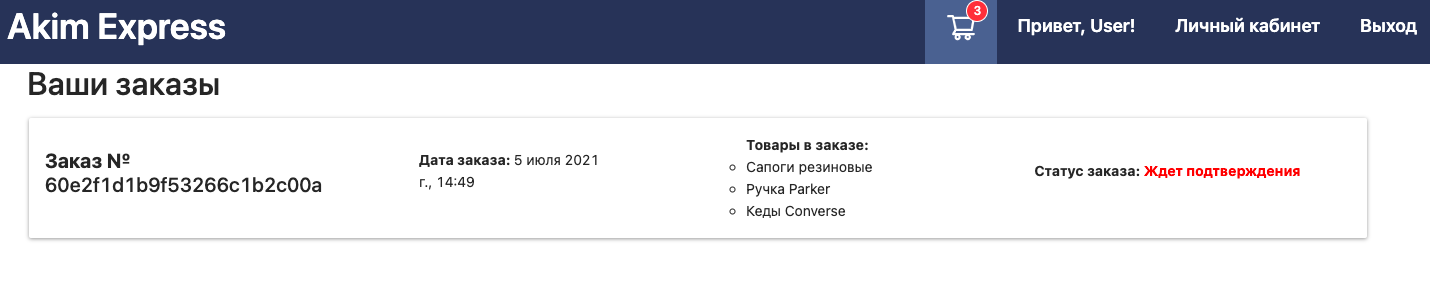 Akim Express
3
Привет, User!
Личный кабинет
Выход
Ваши заказы
Заказ №
60e2f1d1b9f53266c1b2c00a
Дата заказа: 5 июля 2021
г., 14:49
Товары в заказе:
Сапоги резиновые
Ручка Parker
Кеды Converse
Статус заказа: Ждет подтверждения